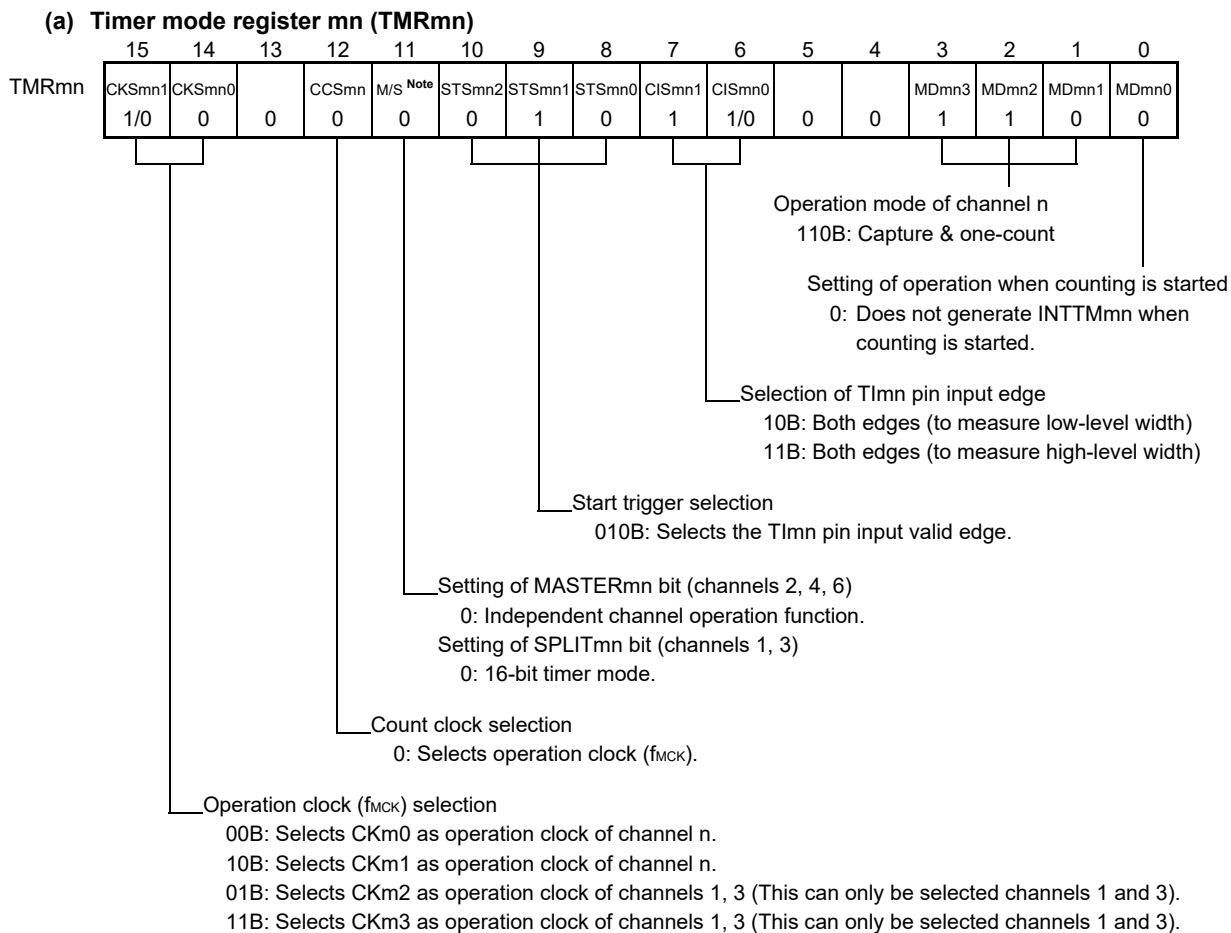 (a) Timer mode register mn (TMRmn)
15 14 13 12 11 10 9 8 7 6 5 4 3 2 1 0
TMRmn CKSmn1 CKSmn0 CCSmn M/S Note STSmn2 STSmn1 STSmn0 CISmn1 CISmn0 MDmn3 MDmn2 MDmn1 MDmn0
1/0 0 0 0 0 0 1 0 1 1/0 0 0 1 1 0 0
Operation mode of channel n
110B: Capture & one-count
Setting of operation when counting is started
0: Does not generate INTTMmn when
counting is started.
Selection of TImn pin input edge
10B: Both edges (to measure low-level width)
11B: Both edges (to measure high-level width)
Start trigger selection
010B: Selects the TImn pin input valid edge.
Setting of MASTERmn bit (channels 2, 4, 6)
0: Independent channel operation function.
Setting of SPLITmn bit (channels 1, 3)
0: 16-bit timer mode.
Count clock selection
0: Selects operation clock (fMCK).
Operation clock (fMCK) selection
00B: Selects CKm0 as operation clock of channel n.
10B: Selects CKm1 as operation clock of channel n.
01B: Selects CKm2 as operation clock of channels 1, 3 (This can only be selected channels 1 and 3).
11B: Selects CKm3 as operation clock of channels 1, 3 (This can only be selected channels 1 and 3).